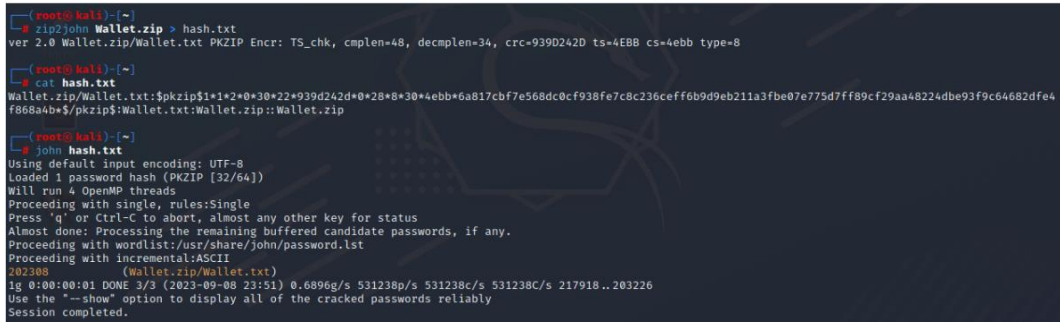 ┌──(root㉿kali)-[~]
└─# zip2john Wallet.zip > hash.txt
ver 2.0 Wallet.zip/Wallet.txt PKZIP Encr: TS_chk, cmplen=48, decmplen=34, crc=939D242D ts=4EBB cs=4ebb type=8
┌──(root㉿kali)-[~]
└─# cat hash.txt
Wallet.zip/Wallet.txt:$pkzip$1*1*2*0*30*22*939d242d*0*28*8*30*4ebb*6a817cbf7e568dc0cf938fe7c8c236ceff6b9d9eb211a3fbe07e775d7ff89cf29aa48224dbe93f9c64682dfe4
f868a4b*$/pkzip$:Wallet.txt:Wallet.zip::Wallet.zip
┌──(root㉿kali)-[~]
└─# john hash.txt
Using default input encoding: UTF-8
Loaded 1 password hash (PKZIP [32/64])
Will run 4 OpenMP threads
Proceeding with single, rules:Single
Press 'q' or Ctrl-C to abort, almost any other key for status
Almost done: Processing the remaining buffered candidate passwords, if any.
Proceeding with wordlist:/usr/share/john/password.lst
Proceeding with incremental:ASCII
202308 (Wallet.zip/Wallet.txt)
1g 0:00:00:01 DONE 3/3 (2023-09-08 23:51) 0.6896g/s 531238p/s 531238c/s 531238C/s 217918..203226
Use the "--show" option to display all of the cracked passwords reliably
Session completed.